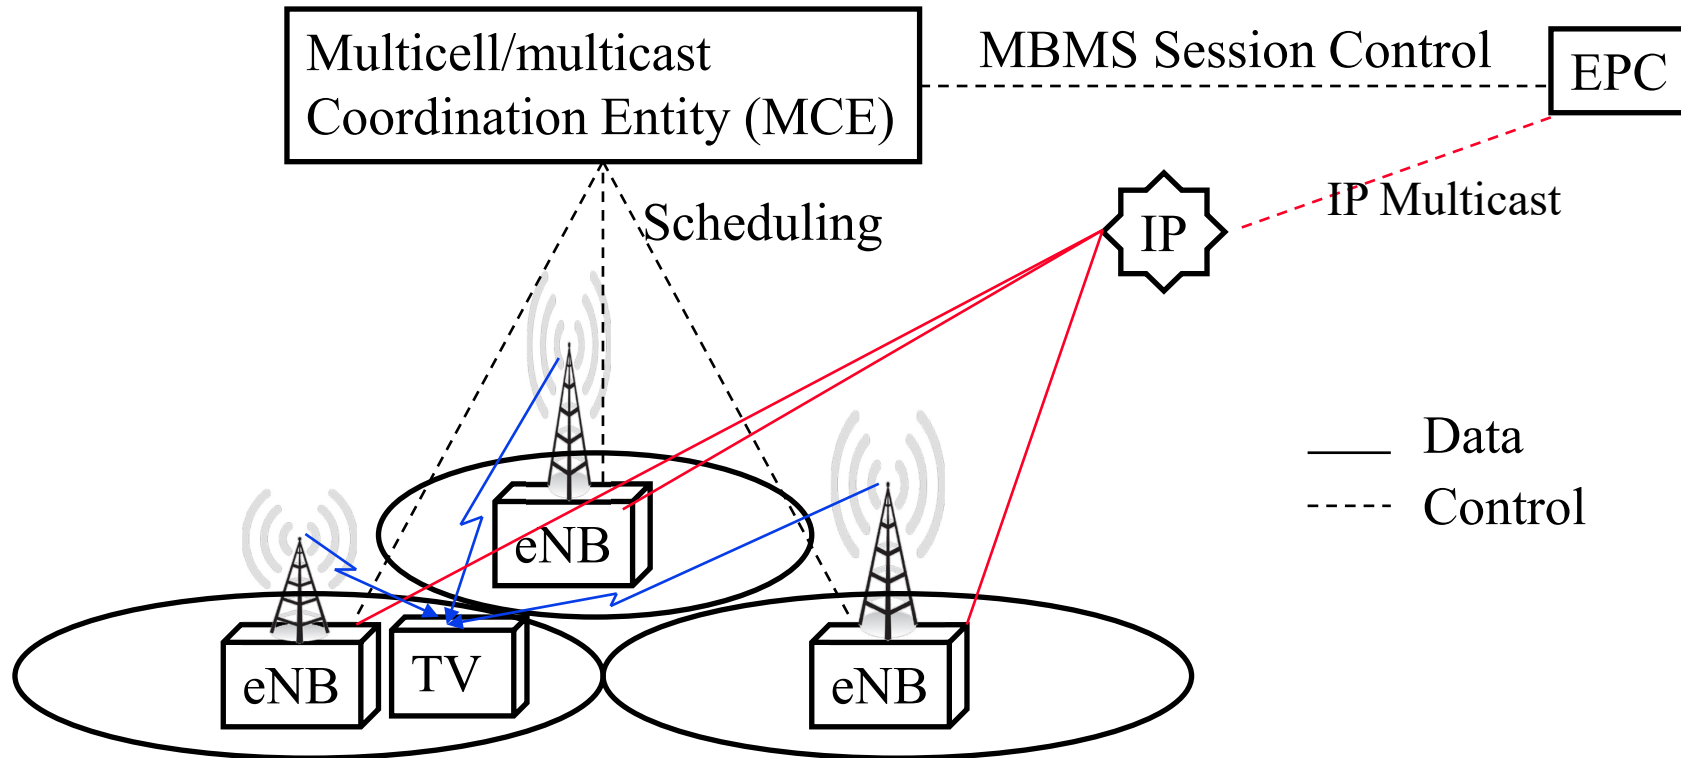 Multicell/multicast
Coordination Entity (MCE)
MBMS Session Control
EPC
IP Multicast
IP
Scheduling
Data
Control
eNB
eNB
TV
eNB